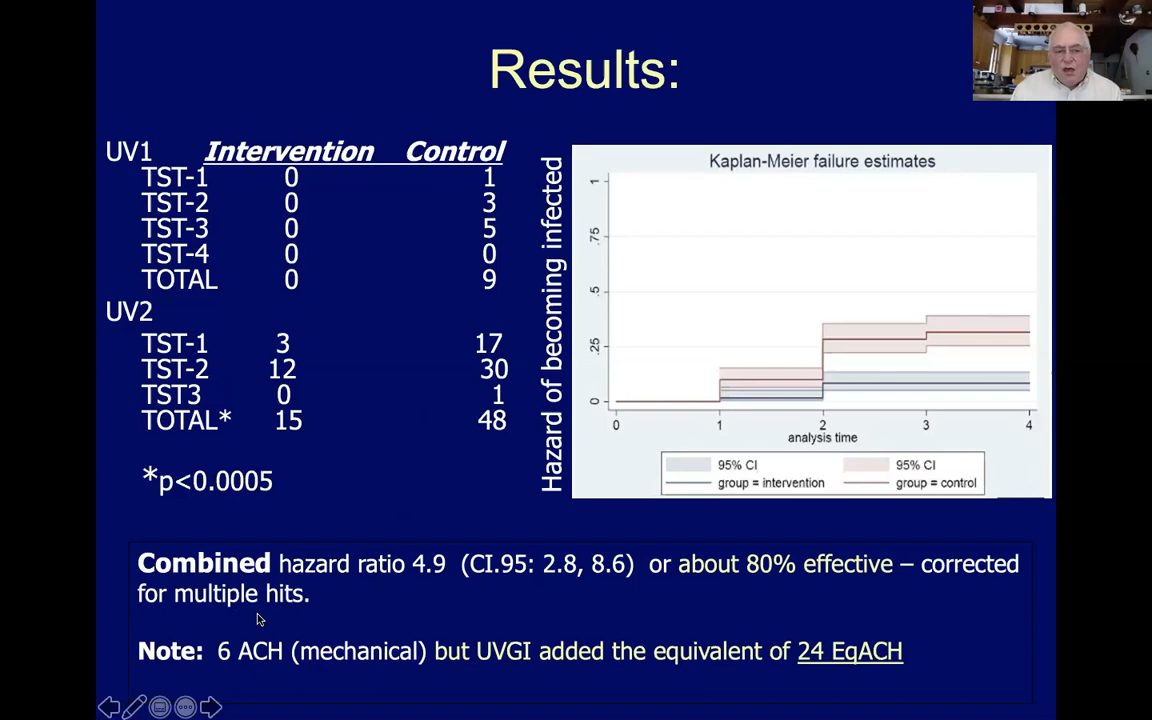 Results:
UV1 Intervention Control
TST-1 0 1
TST-2 0 3
TST-3 0 5
TST-4 0 0
TOTAL 0 9
UV2
TST-1 3 17
TST-2 12 30
TST3 0 1
TOTAL* 15 48
*p<0.0005
Hazard of becoming infected
Kaplan-Meier failure estimates
1
.75
.5
.25
0
0 1 2 3 4
analysis time
95% CI 95% CI
group = intervention group = control
Combined hazard ratio 4.9 (CI.95: 2.8, 8.6) or about 80% effective – corrected
for multiple hits.
Note: 6 ACH (mechanical) but UVGI added the equivalent of 24 EqACH